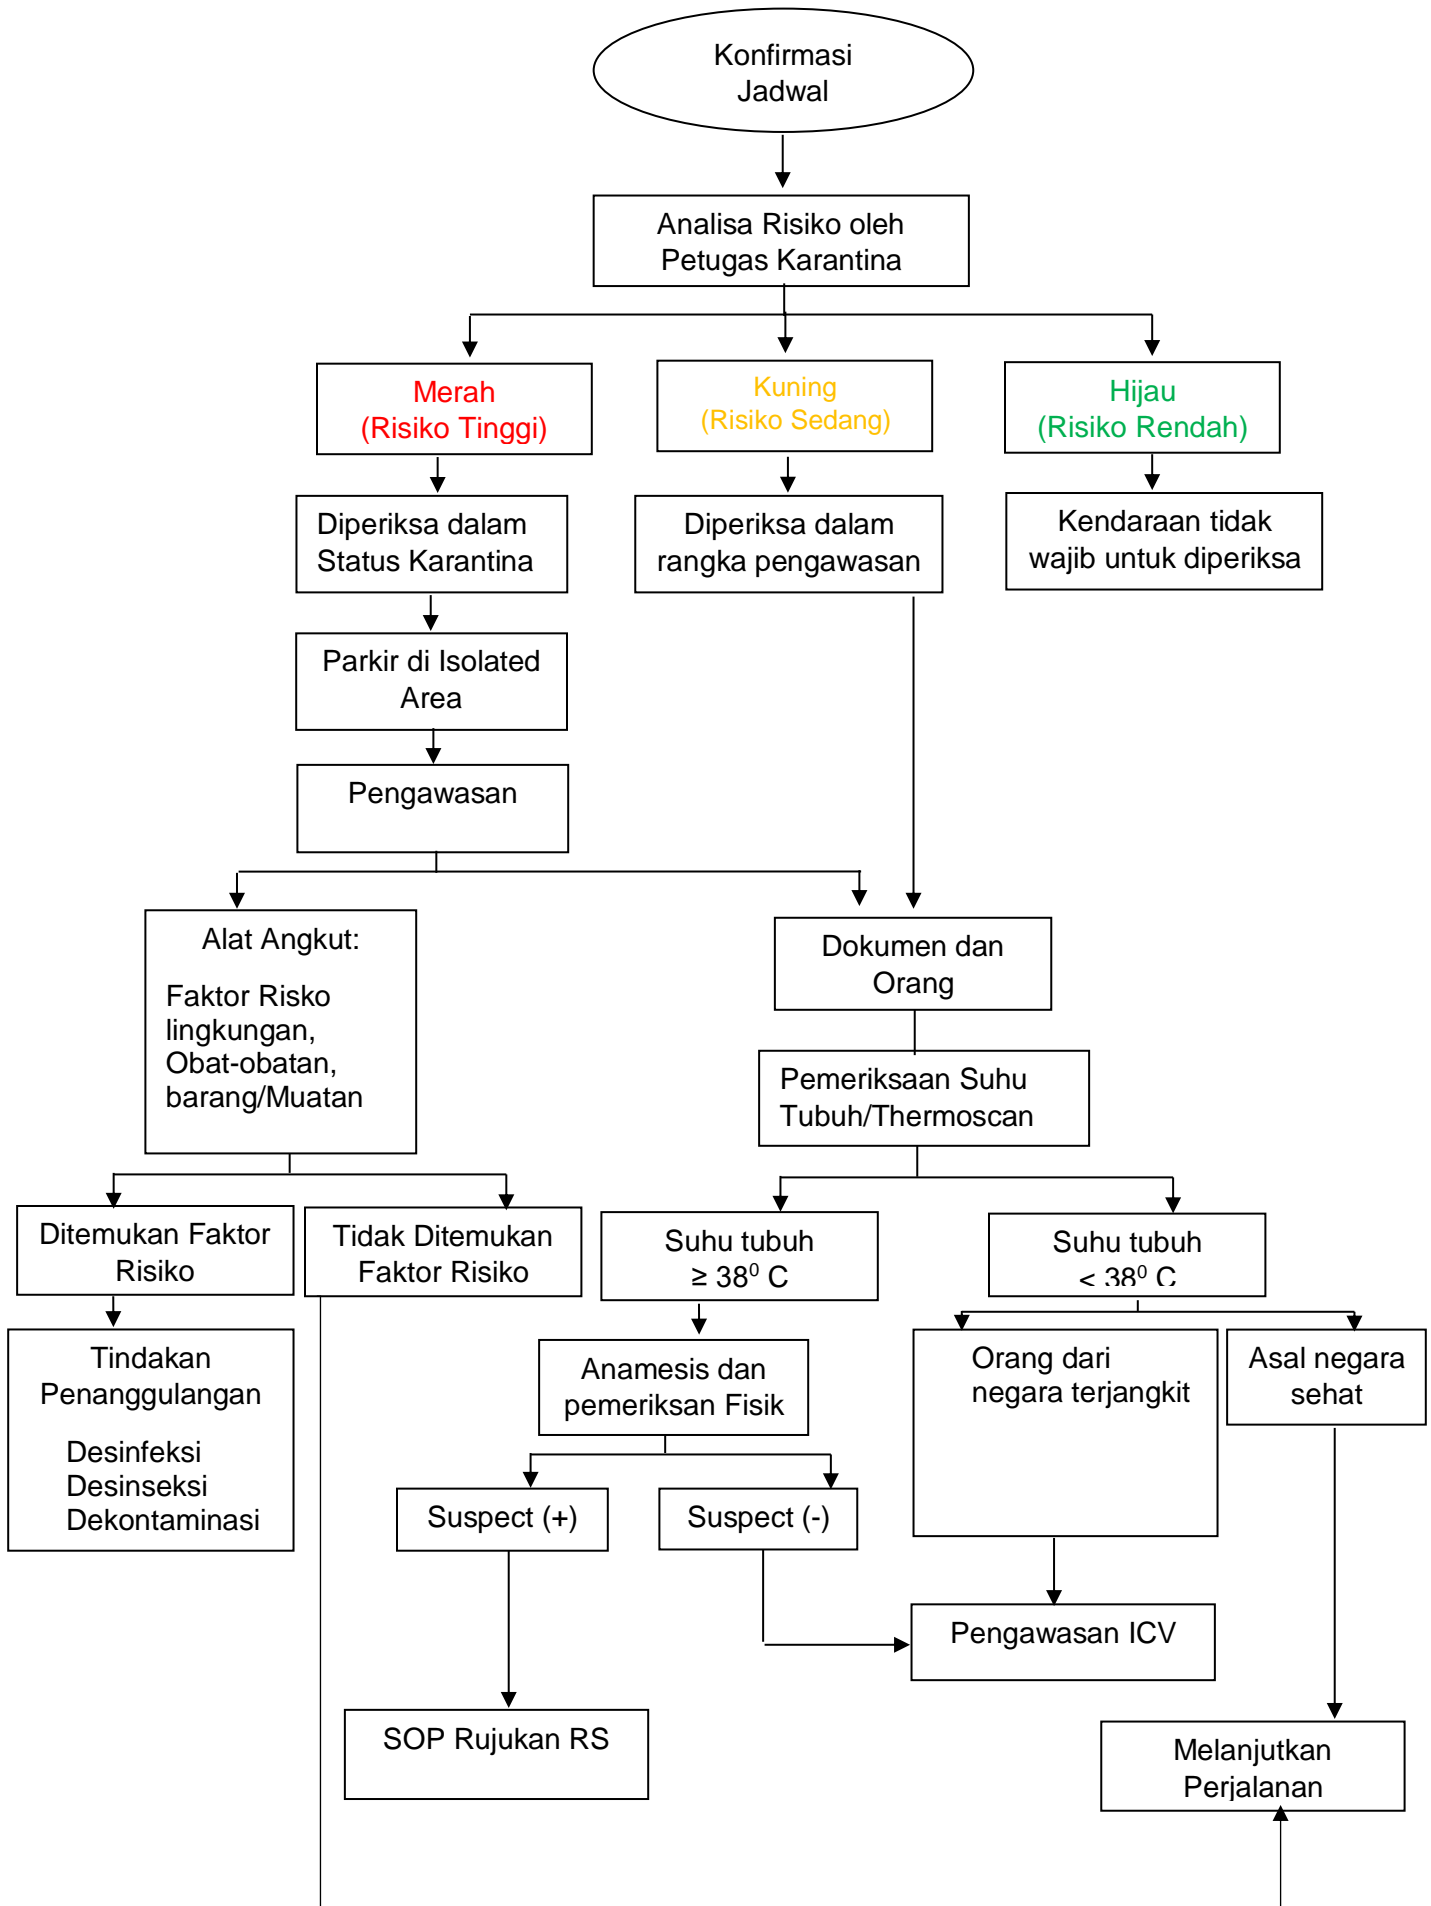 Konfirmasi
Jadwal
Analisa Risiko oleh
Petugas Karantina
Merah
(Risiko Tinggi)
Kuning
(Risiko Sedang)
Hijau
(Risiko Rendah)
Diperiksa dalam
Status Karantina
Diperiksa dalam
rangka pengawasan
Kendaraan tidak
wajib untuk diperiksa
Parkir di Isolated
Area
Pengawasan
Alat Angkut:
Faktor Risko
lingkungan,
Obat-obatan,
barang/Muatan
Dokumen dan
Orang
Pemeriksaan Suhu
Tubuh/Thermoscan
Ditemukan Faktor
Risiko
Tidak Ditemukan
Faktor Risiko
Suhu tubuh
≥ 38⁰ C
Suhu tubuh
< 38⁰ C
Tindakan
Penanggulangan
Desinfeksi
Desinseksi
Dekontaminasi
Anamesis dan
pemeriksan Fisik
Orang dari
negara terjangkit
Asal negara
sehat
Suspect (+)
Suspect (-)
Pengawasan ICV
SOP Rujukan RS
Melanjutkan
Perjalanan